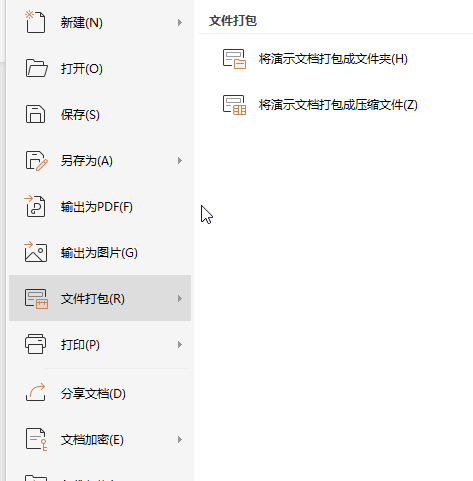 新建(N)
打开(O)
保存(S)
另存为(A)
输出为PDF(F)
输出为图片(G)
文件打包(R)
打印(P)
分享文档(D)
文档加密(E)
文件打包
将演示文档打包成文件夹(H)
将演示文档打包成压缩文件(Z)